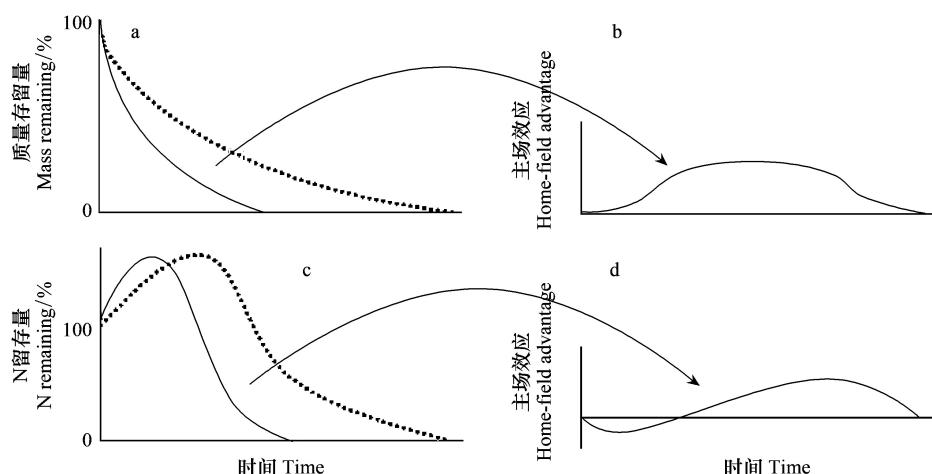 100
a
质量存留量
Mass remaining/%
0
b
主场效应
Home-field advantage
c
N留存量
N remaining/%
100
0
时间 Time
d
主场效应
Home-field advantage
时间 Time